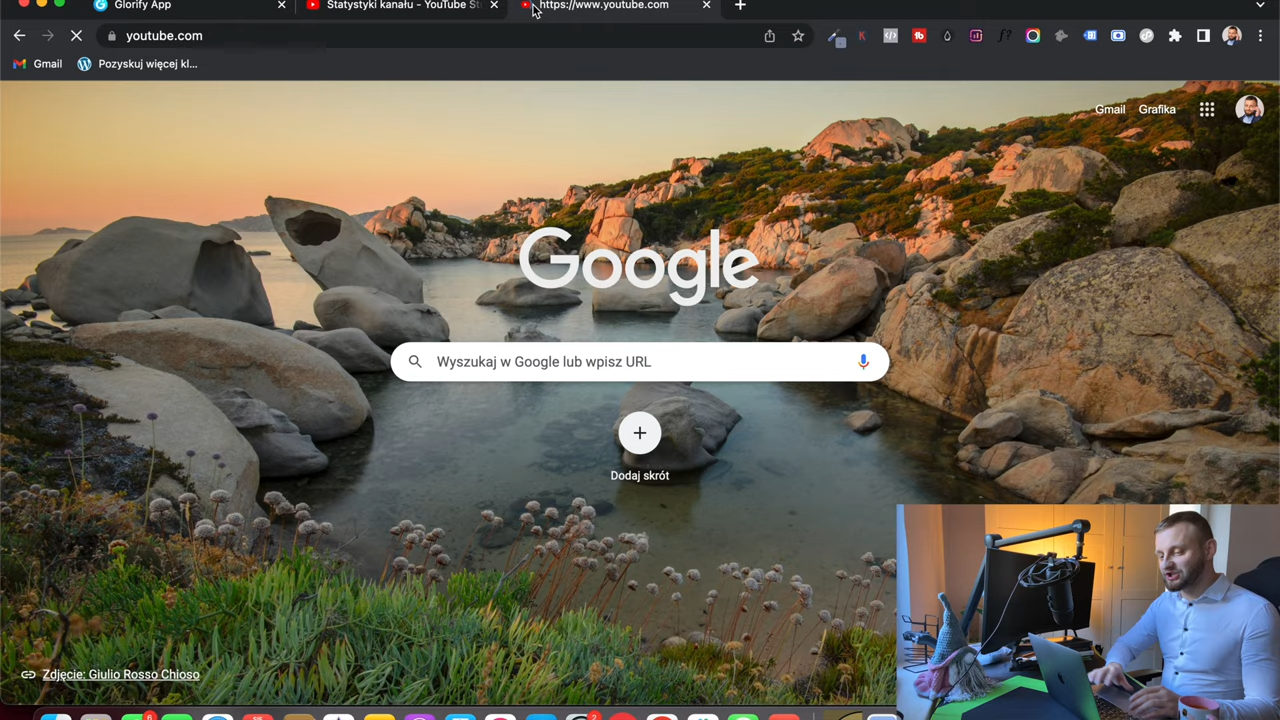 Glorify App
Statystyki kanału - YouTube St
https://www.youtube.com
youtube.com
Gmail
Pozyskuj więcej kl...
Gmail
Grafika
Google
Wyszukaj w Google lub wpisz URL
Dodaj skrót
Zdjęcie: Giulio Rosso Chioso